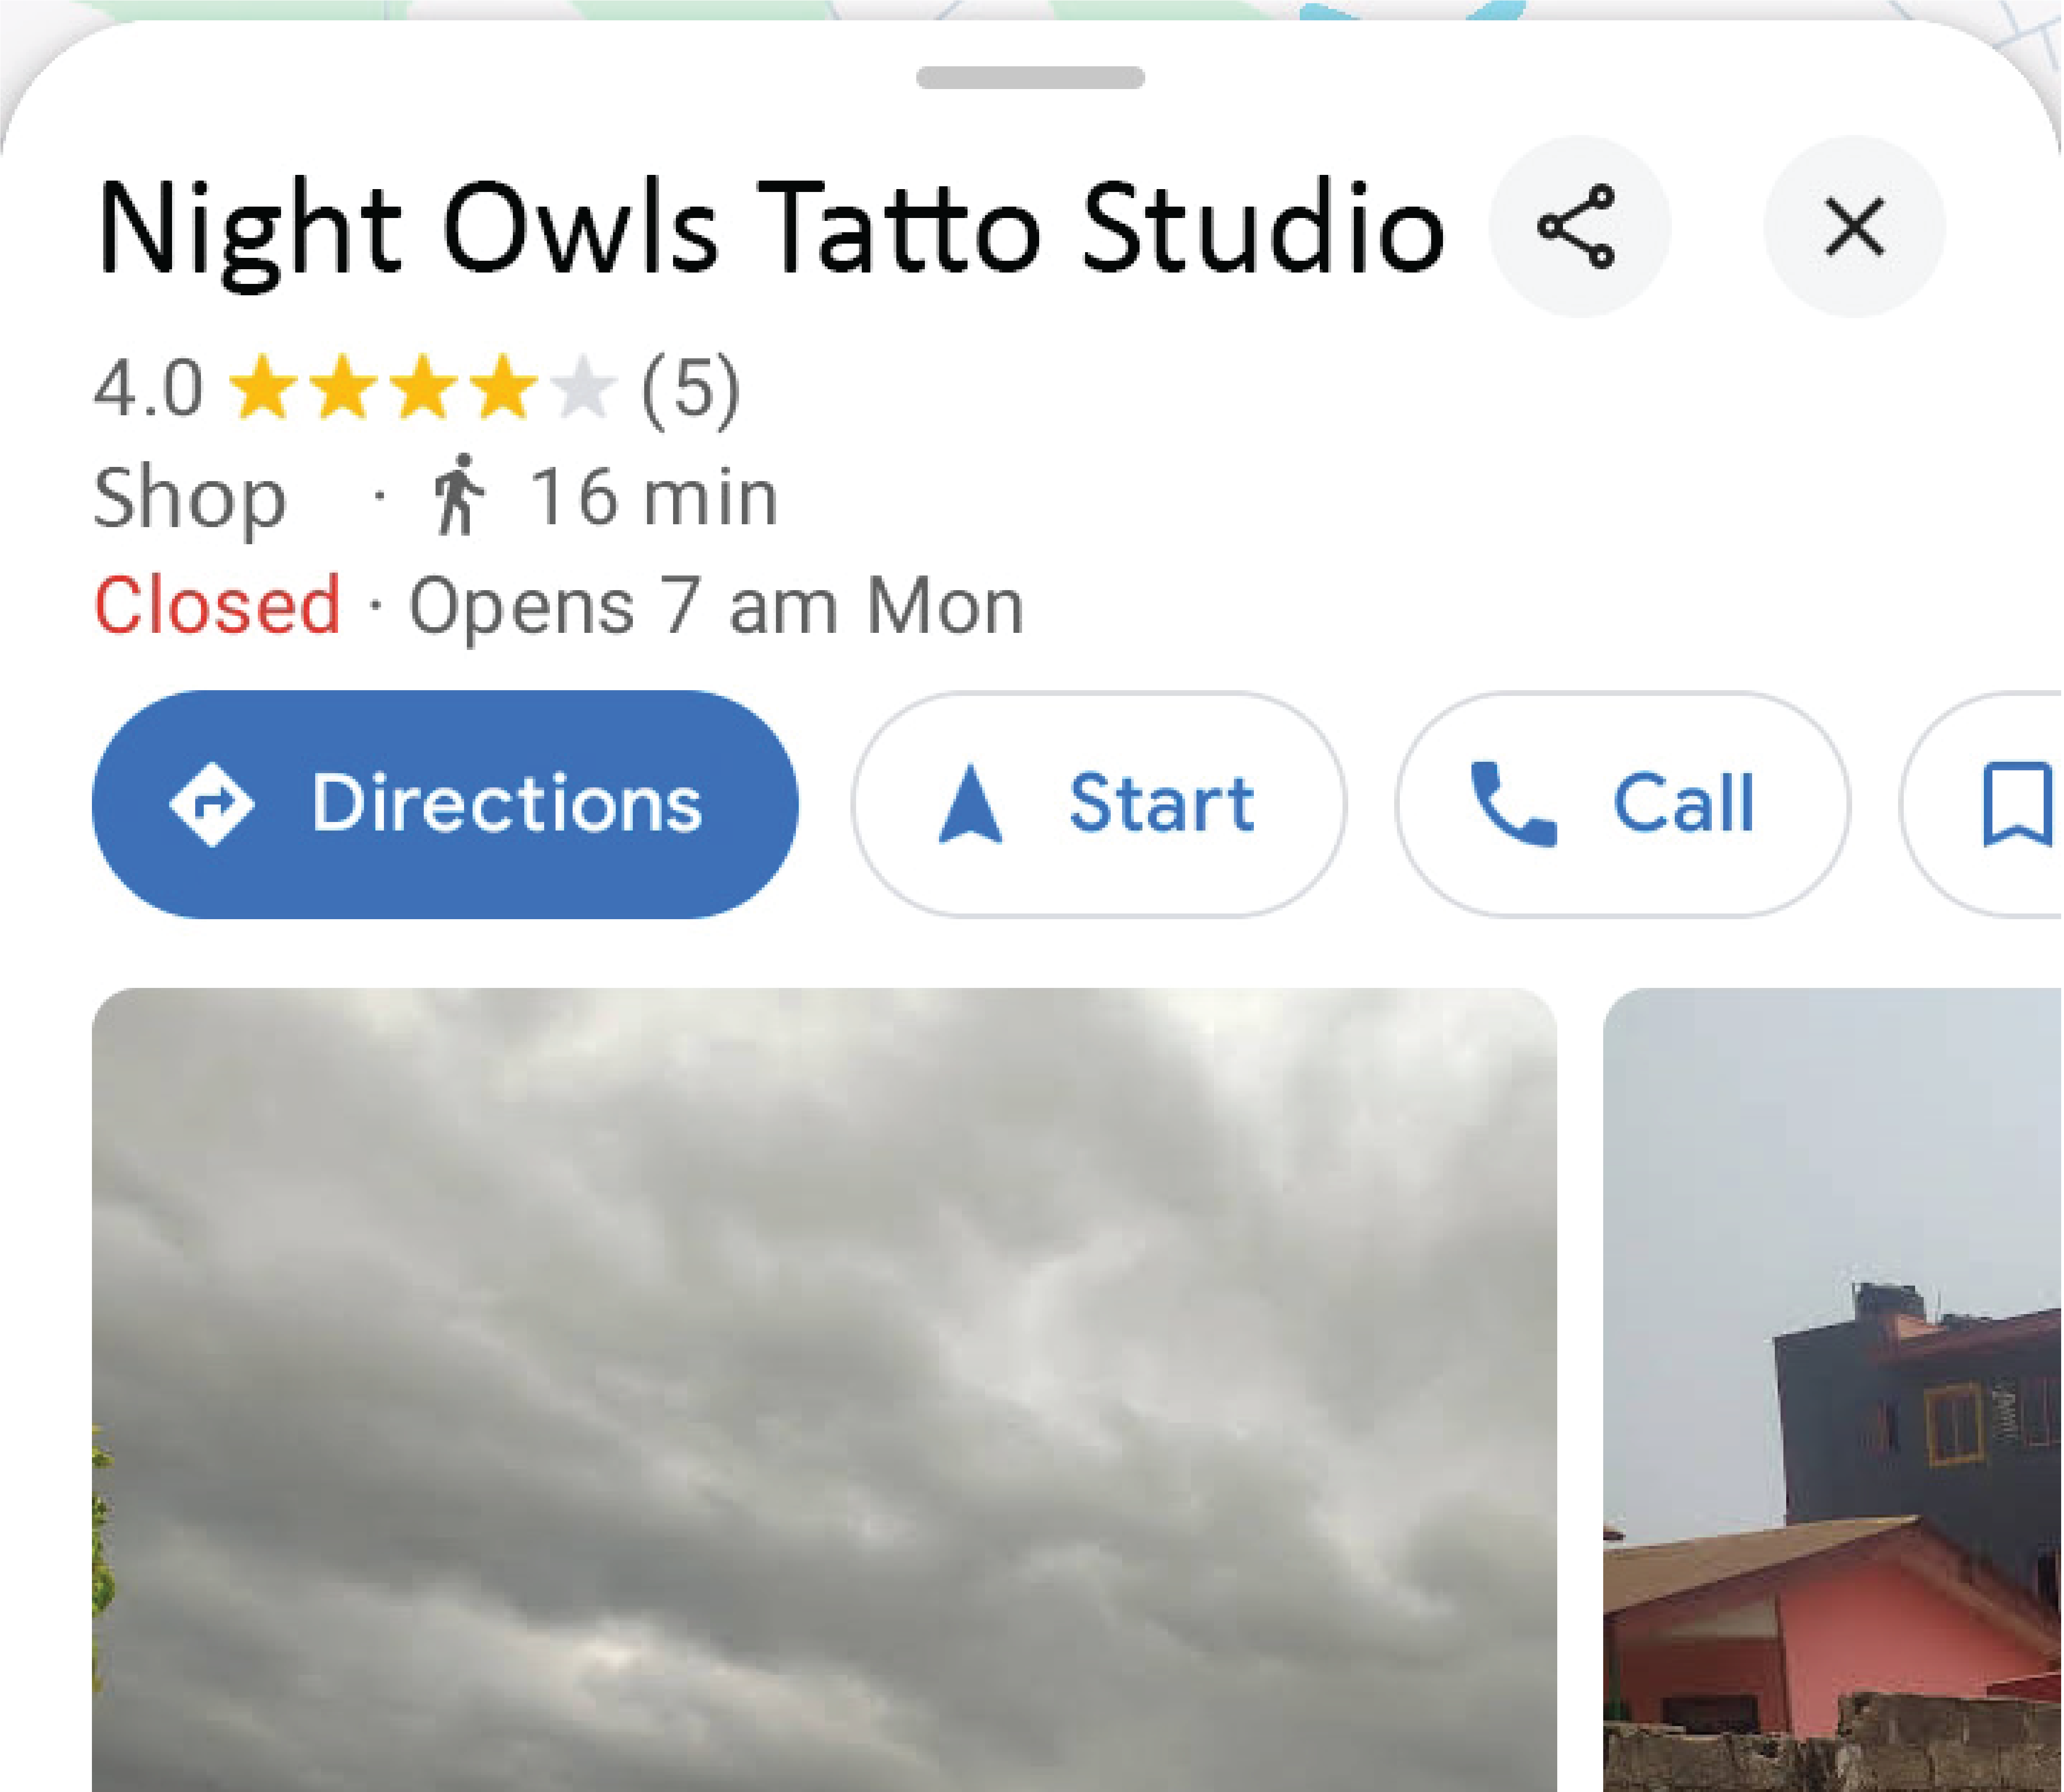 Night Owls Tatto Studio
4.0 (5)
Shop · 16 min
Closed · Opens 7 am Mon
Directions Start Call